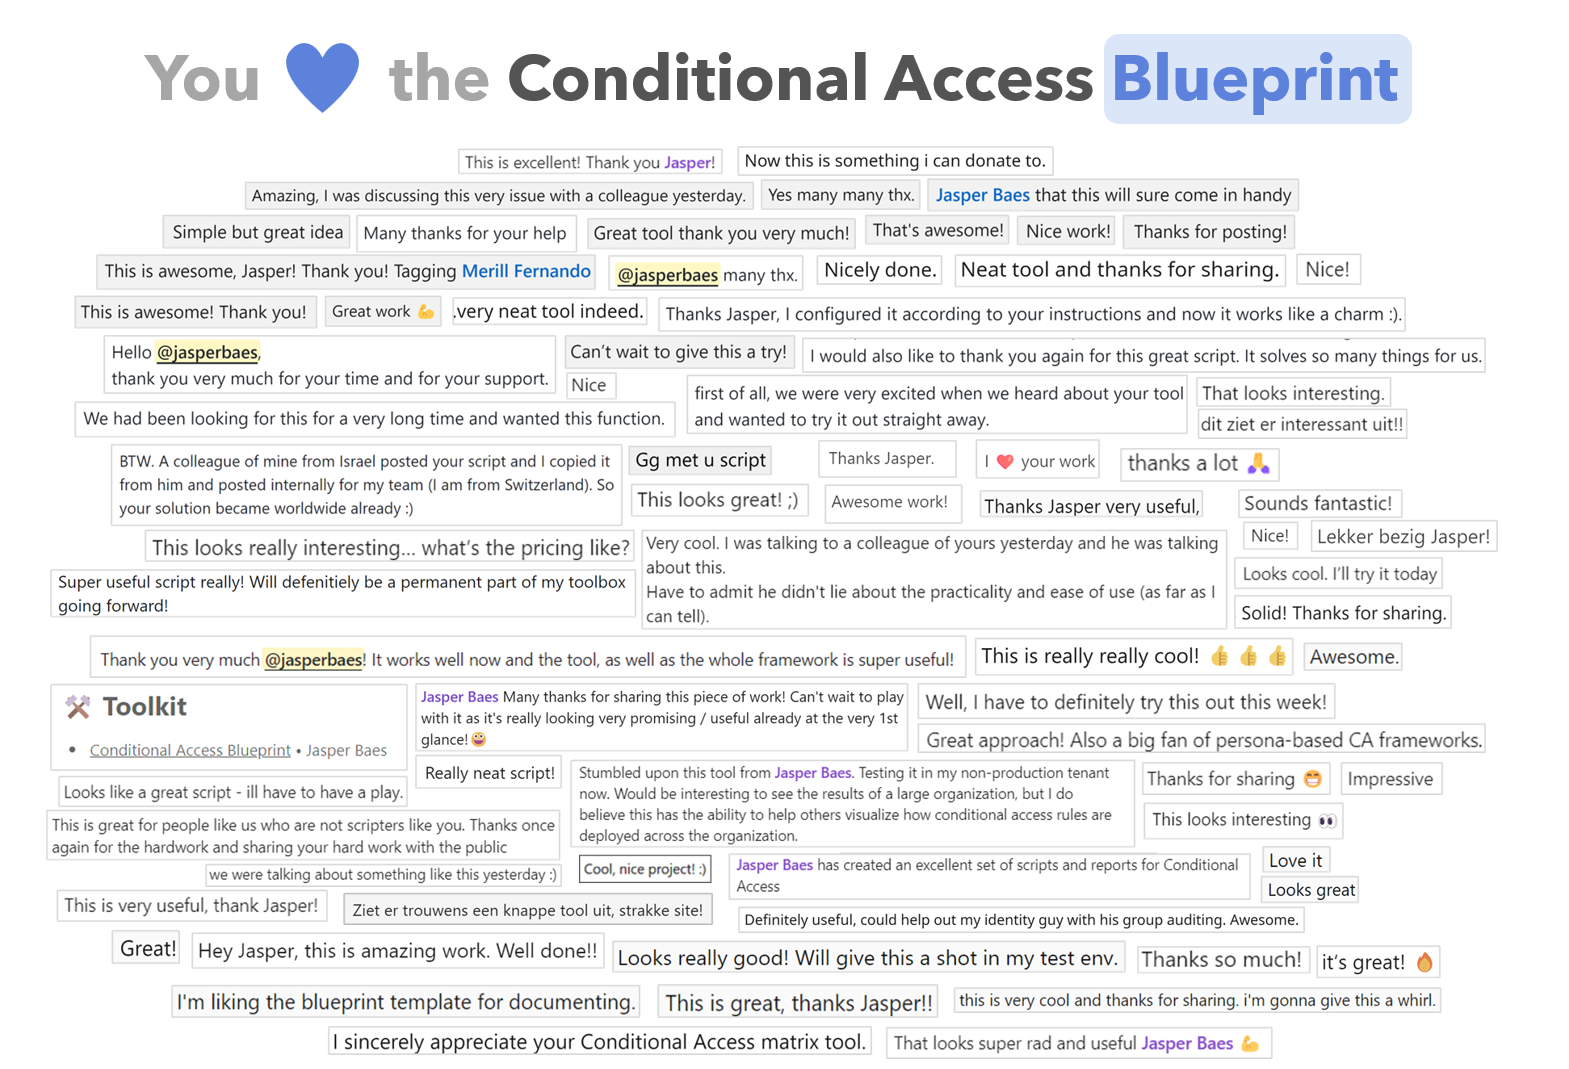 You 💙 the Conditional Access Blueprint
This is excellent! Thank you Jasper!
Now this is something i can donate to.
Amazing, I was discussing this very issue with a colleague yesterday.
Yes many many thx.
Jasper Baes that this will sure come in handy
Simple but great idea
Many thanks for your help
Great tool thank you very much!
That's awesome!
Nice work!
Thanks for posting!
This is awesome, Jasper! Thank you! Tagging Merill Fernando
@jasperbaes many thx.
Nicely done.
Neat tool and thanks for sharing.
Nice!
This is awesome! Thank you!
Great work 💪
.very neat tool indeed.
Thanks Jasper, I configured it according to your instructions and now it works like a charm :).
Hello @jasperbaes,
thank you very much for your time and for your support.
Can't wait to give this a try!
I would also like to thank you again for this great script. It solves so many things for us.
Nice
We had been looking for this for a very long time and wanted this function.
first of all, we were very excited when we heard about your tool
and wanted to try it out straight away.
That looks interesting.
dit ziet er interessant uit!!
BTW. A colleague of mine from Israel posted your script and I copied it
from him and posted internally for my team (I am from Switzerland). So
your solution became worldwide already :)
Gg met u script
Thanks Jasper.
I ❤️ your work
thanks a lot 🙏
This looks great! ;)
Awesome work!
Thanks Jasper very useful,
Sounds fantastic!
This looks really interesting... what's the pricing like?
Very cool. I was talking to a colleague of yours yesterday and he was talking
about this.
Have to admit he didn't lie about the practicality and ease of use (as far as I
can tell).
Nice!
Lekker bezig Jasper!
Super useful script really! Will defenitiely be a permanent part of my toolbox
going forward!
Looks cool. I'll try it today
Solid! Thanks for sharing.
Thank you very much @jasperbaes! It works well now and the tool, as well as the whole framework is super useful!
This is really really cool! 👍 👍 👍
Awesome.
⚒️ Toolkit
• Conditional Access Blueprint • Jasper Baes
Jasper Baes Many thanks for sharing this piece of work! Can't wait to play
with it as it's really looking very promising / useful already at the very 1st
glance! 😀
Well, I have to definitely try this out this week!
Great approach! Also a big fan of persona-based CA frameworks.
Really neat script!
Looks like a great script - ill have to have a play.
Stumbled upon this tool from Jasper Baes. Testing it in my non-production tenant
now. Would be interesting to see the results of a large organization, but I do
believe this has the ability to help others visualize how conditional access rules are
deployed across the organization.
Thanks for sharing 😁
Impressive
This is great for people like us who are not scripters like you. Thanks once
again for the hardwork and sharing your hard work with the public
This looks interesting 👀
we were talking about something like this yesterday :)
Cool, nice project! :)
Jasper Baes has created an excellent set of scripts and reports for Conditional
Access
Love it
Looks great
This is very useful, thank Jasper!
Ziet er trouwens een knappe tool uit, strakke site!
Definitely useful, could help out my identity guy with his group auditing. Awesome.
Great!
Hey Jasper, this is amazing work. Well done!!
Looks really good! Will give this a shot in my test env.
Thanks so much!
it's great! 🔥
I'm liking the blueprint template for documenting.
This is great, thanks Jasper!!
this is very cool and thanks for sharing. i'm gonna give this a whirl.
I sincerely appreciate your Conditional Access matrix tool.
That looks super rad and useful Jasper Baes 💪